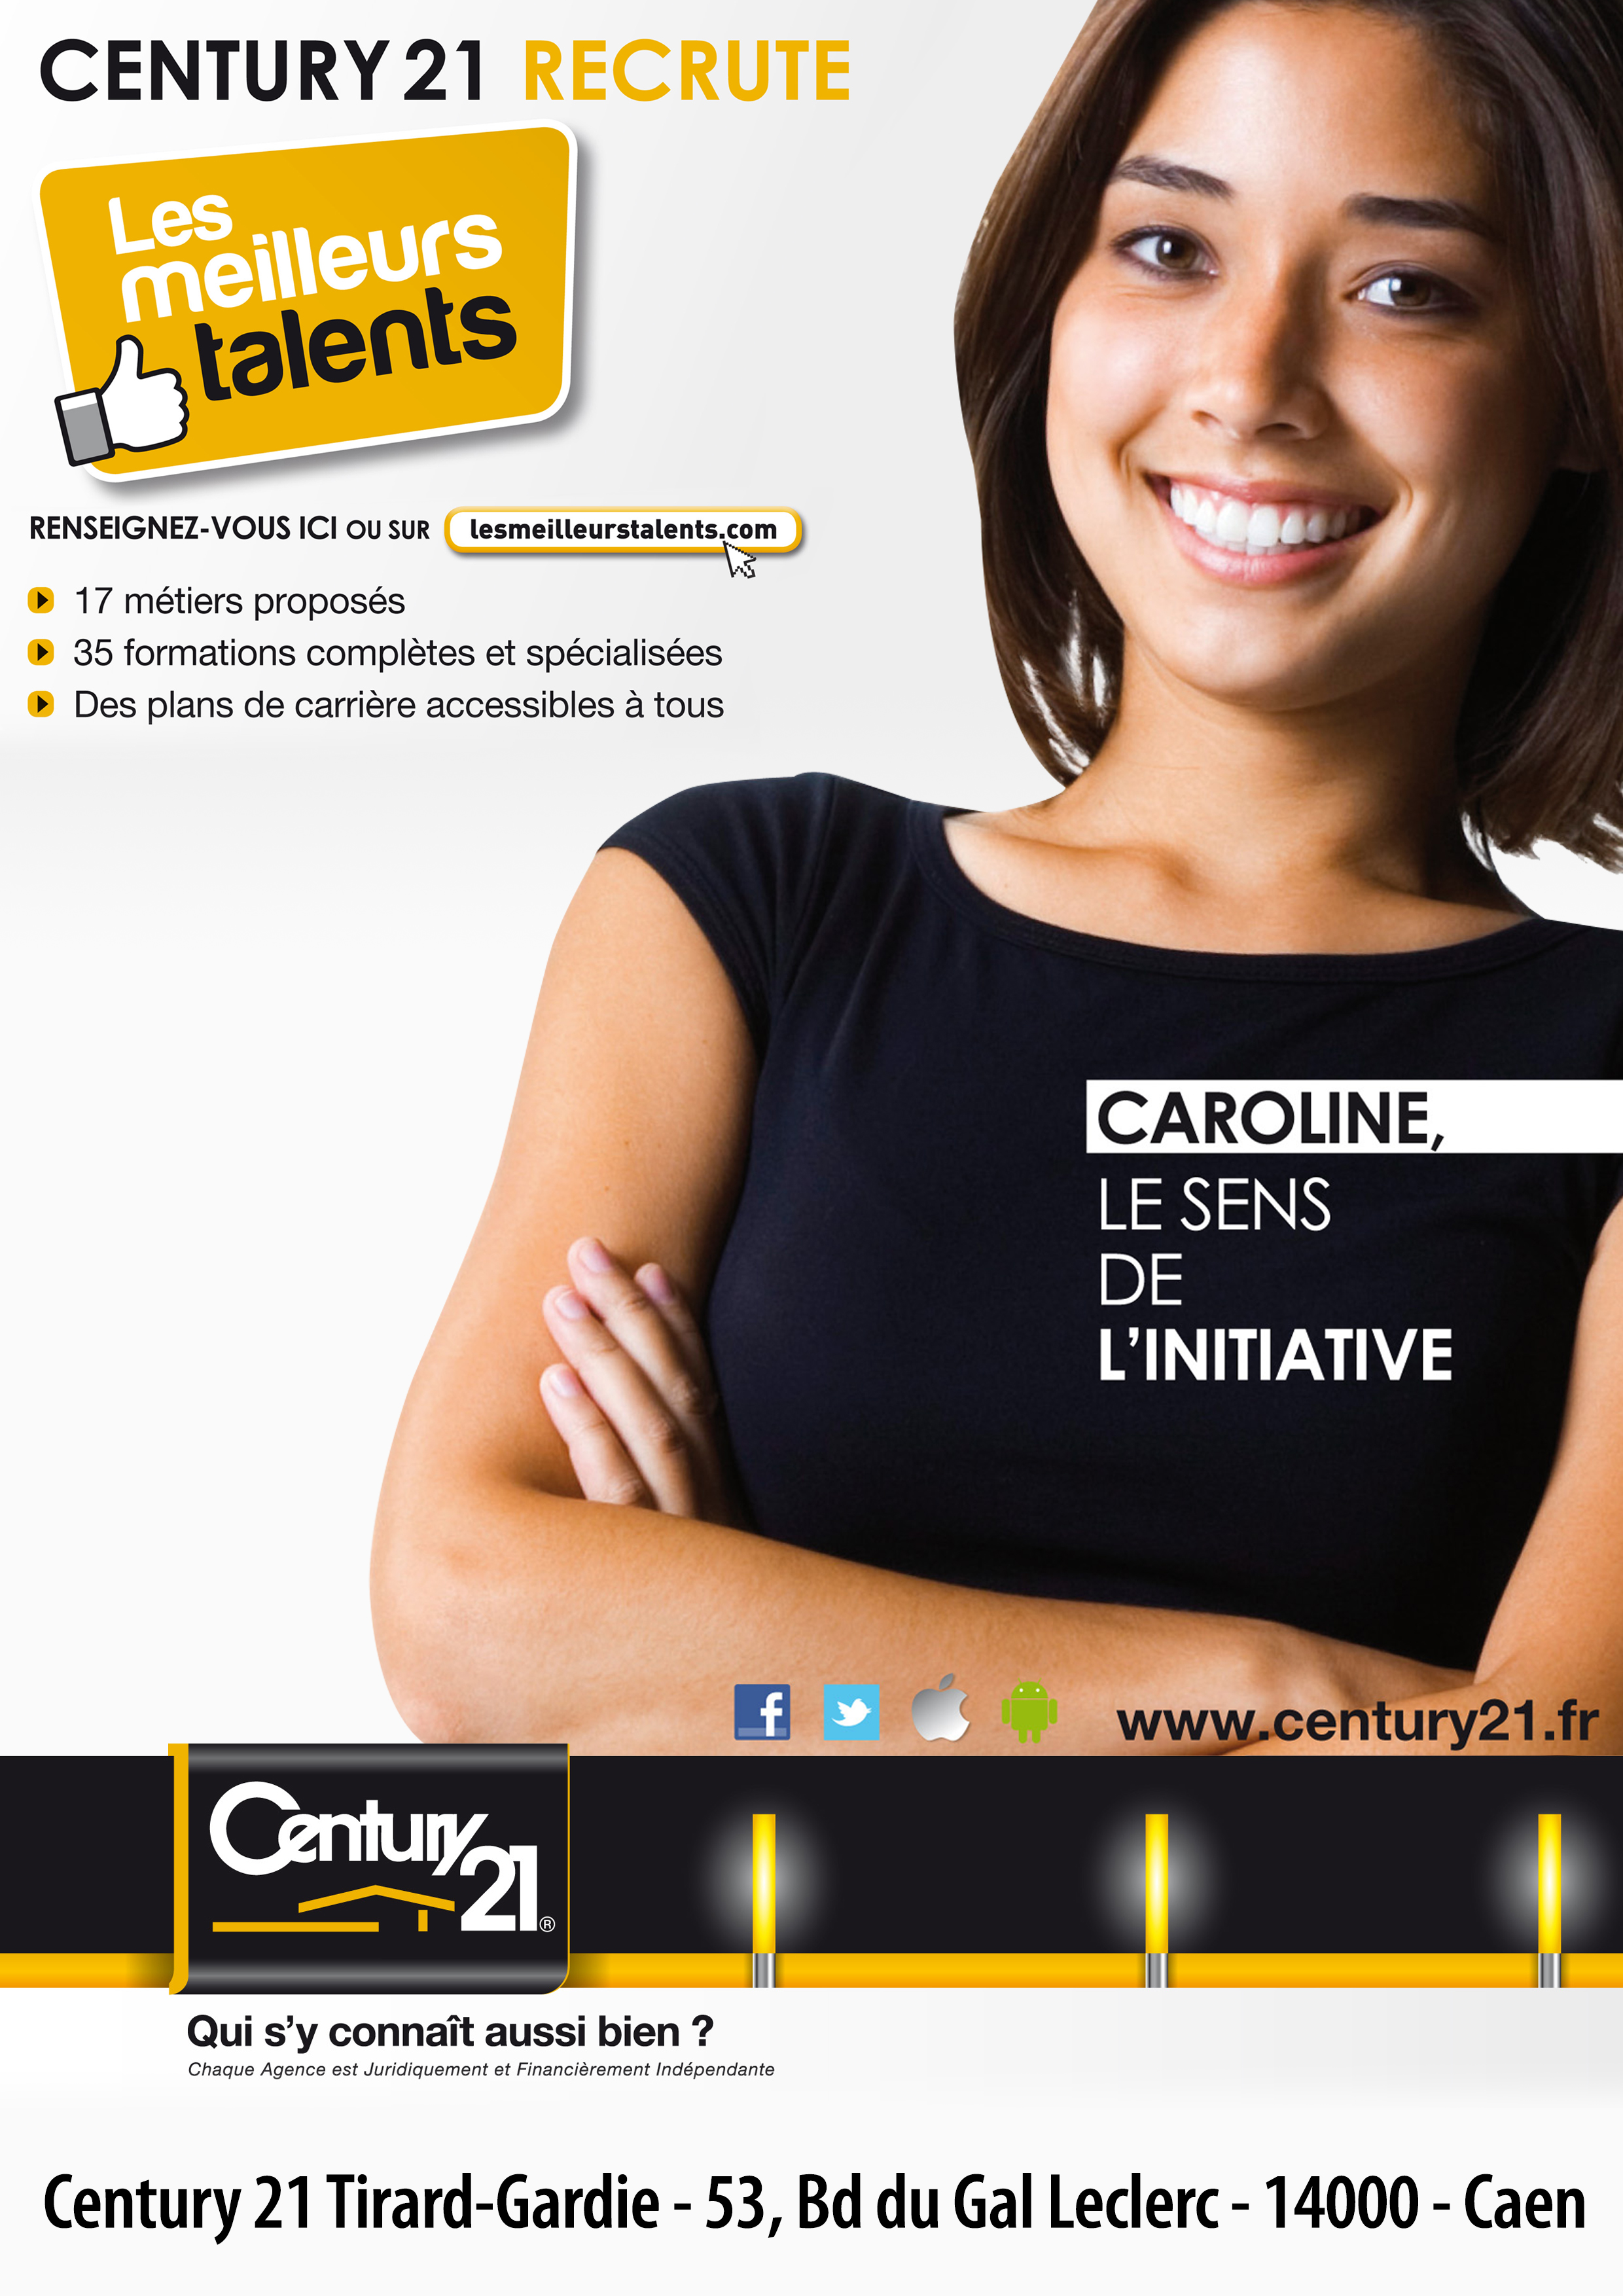 CENTURY 21 RECRUTE
Les
meilleurs
talents
RENSEIGNEZ-VOUS ICI OU SUR lesmeilleurstalents.com
17 métiers proposés
35 formations complètes et spécialisées
Des plans de carrière accessibles à tous
CAROLINE,
LE SENS
DE
L'INITIATIVE
f
www.century21.fr
Century
21®
Qui s'y connaît aussi bien ?
Chaque Agence est Juridiquement et Financièrement Indépendante
Century 21 Tirard-Gardie - 53, Bd du Gal Leclerc - 14000 - Caen